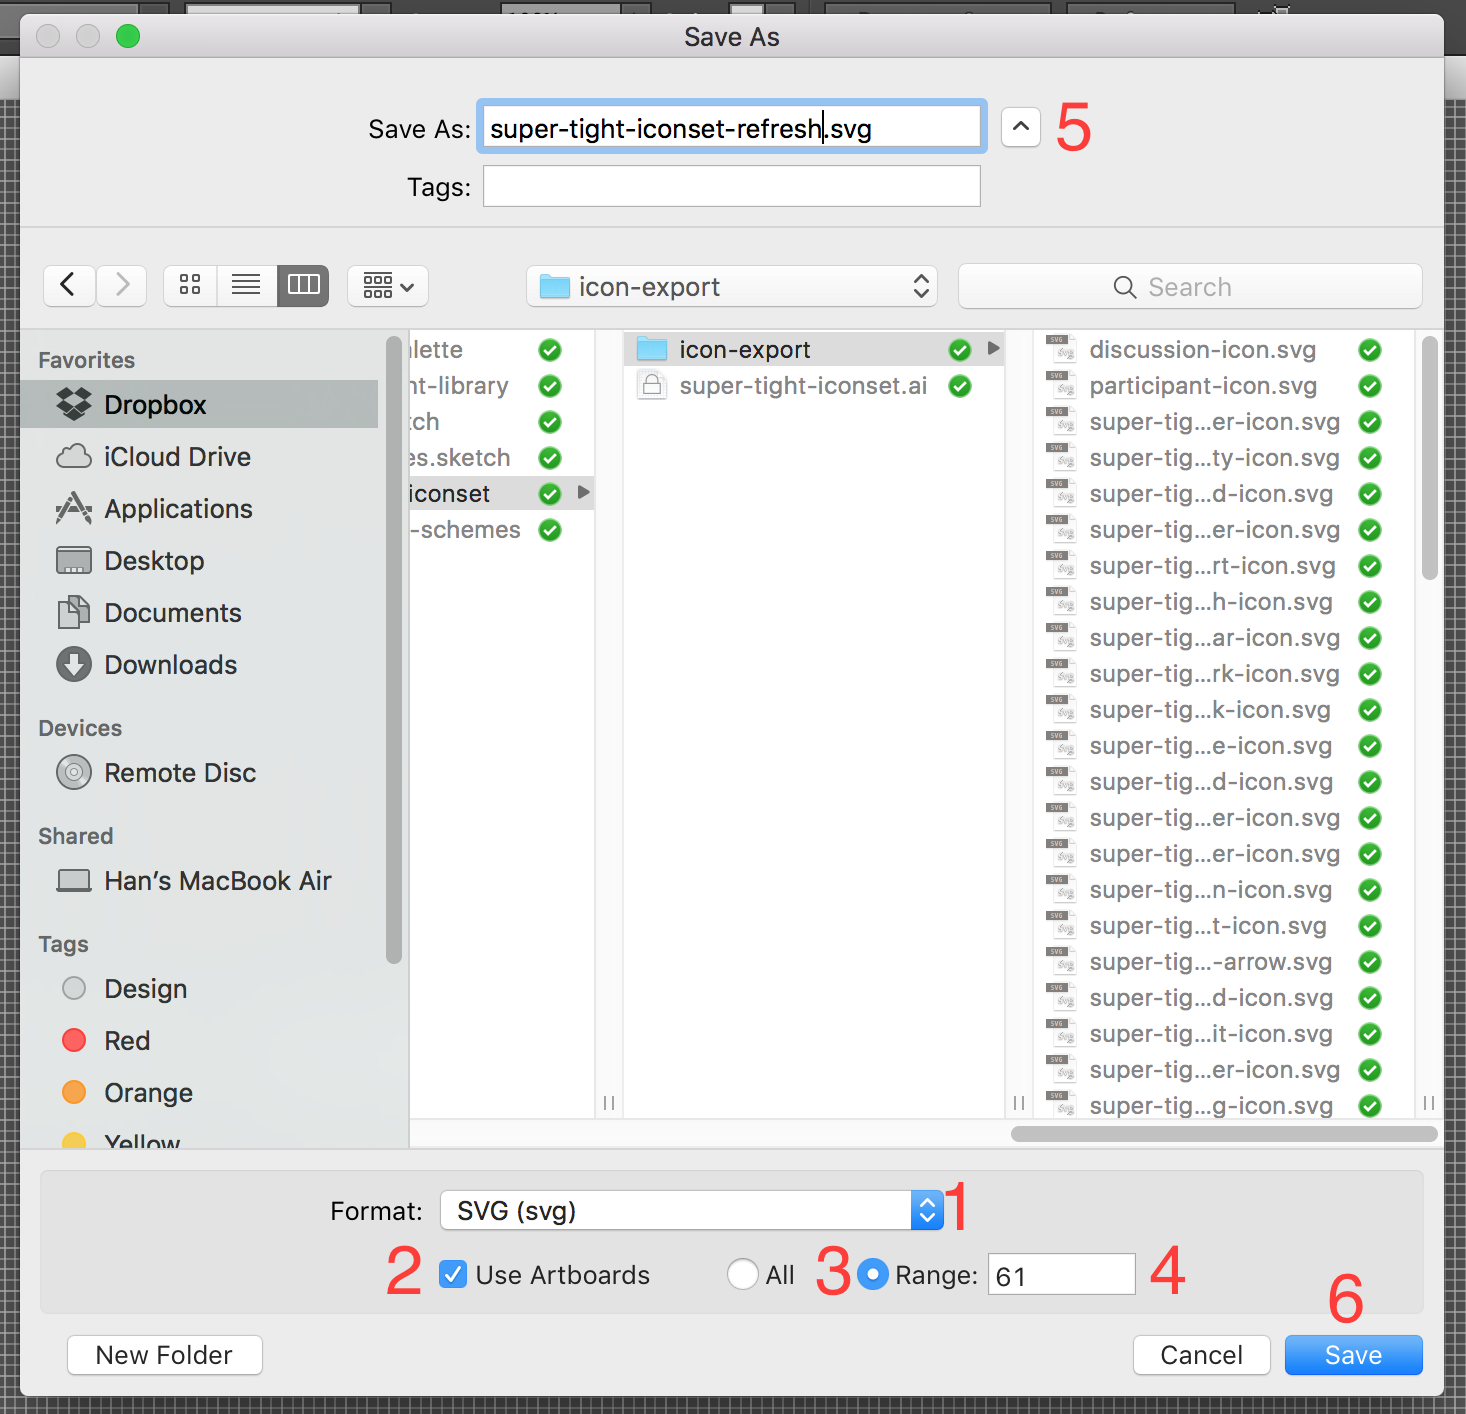 Save As
Save As: super-tight-iconset-refresh.svg 5
Tags:
icon-export
Search
Favorites
Dropbox
iCloud Drive
Applications
Desktop
Documents
Downloads
Devices
Remote Disc
Shared
Han's MacBook Air
Tags
Design
Red
Orange
Yellow
lette
nt-library
tch
es.sketch
iconset
-schemes
icon-export
super-tight-iconset.ai
discussion-icon.svg
participant-icon.svg
super-tig...er-icon.svg
super-tig...ty-icon.svg
super-tig...d-icon.svg
super-tig...er-icon.svg
super-tig...rt-icon.svg
super-tig...h-icon.svg
super-tig...ar-icon.svg
super-tig...rk-icon.svg
super-tig...k-icon.svg
super-tig...e-icon.svg
super-tig...d-icon.svg
super-tig...er-icon.svg
super-tig...er-icon.svg
super-tig...n-icon.svg
super-tig...t-icon.svg
super-tig...-arrow.svg
super-tig...d-icon.svg
super-tig...it-icon.svg
super-tig...er-icon.svg
super-tig...g-icon.svg
Format: SVG (svg) 1
2 Use Artboards All 3 Range: 61 4
6
New Folder Cancel Save